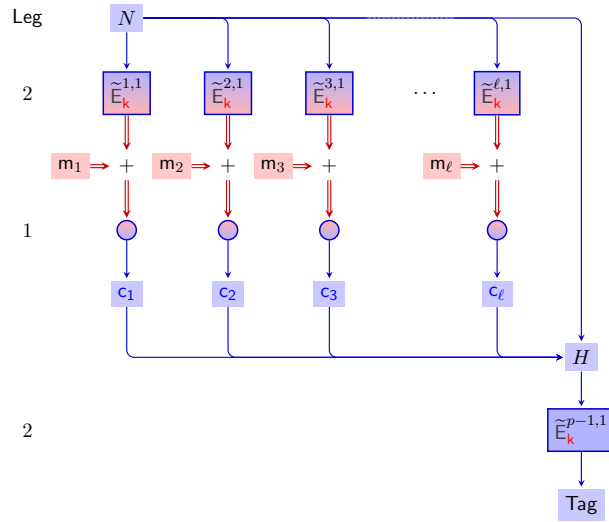 Leg N
2 Ẽ_k^{1,1} Ẽ_k^{2,1} Ẽ_k^{3,1} ⋯ Ẽ_k^{ℓ,1}
m_1 + m_2 + m_3 + m_ℓ +
1
c_1 c_2 c_3 c_ℓ
H
2 Ẽ_k^{p−1,1}
Tag